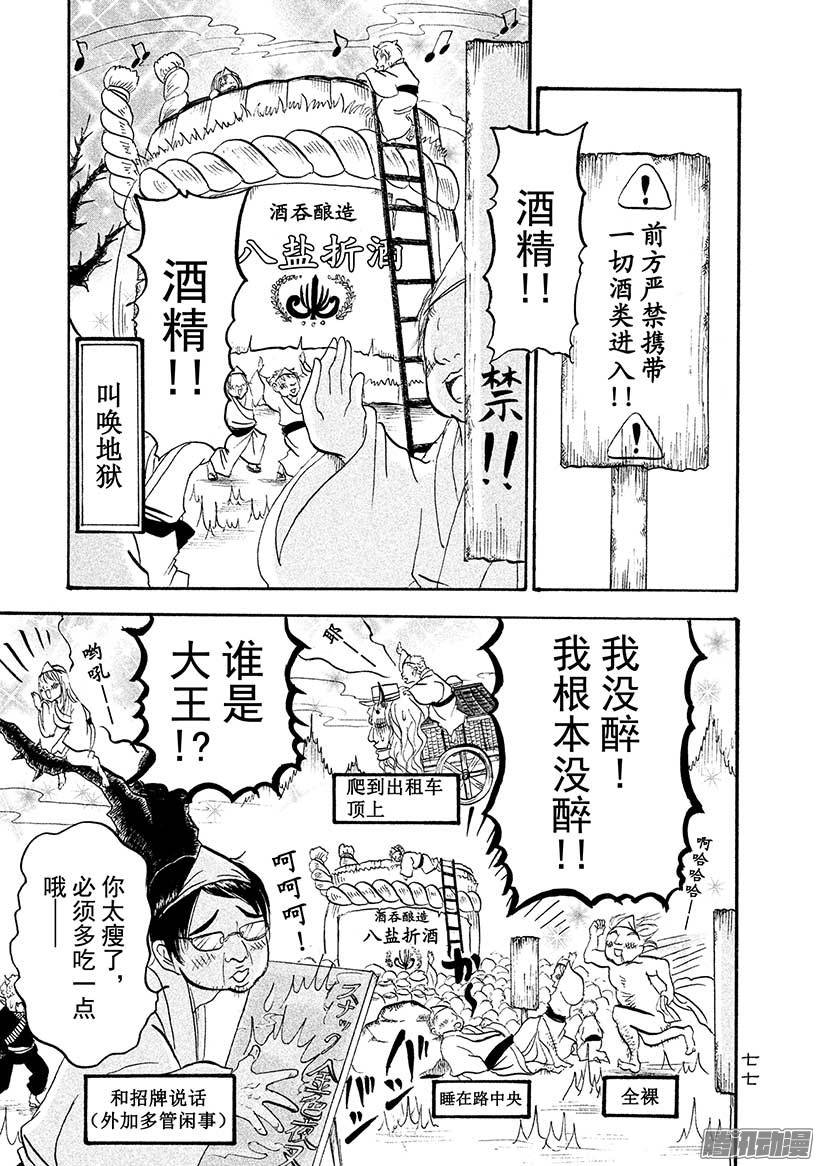 前方严禁携带
一切酒类进入!!
酒精!!
禁!!
酒吞酿造
八盐折酒
酒精!!
叫唤地狱
我没醉!
我根本没醉!!
啊哈哈哈——
耶——
爬到出租车
顶上
谁是
大王!?
哟吼——
你太瘦了,
必须多吃一点
哦——
呵呵呵!
酒吞酿造
八盐折酒
全裸
睡在路中央
和招牌说话
(外加多管闲事)
スナック
七七
腾讯动漫